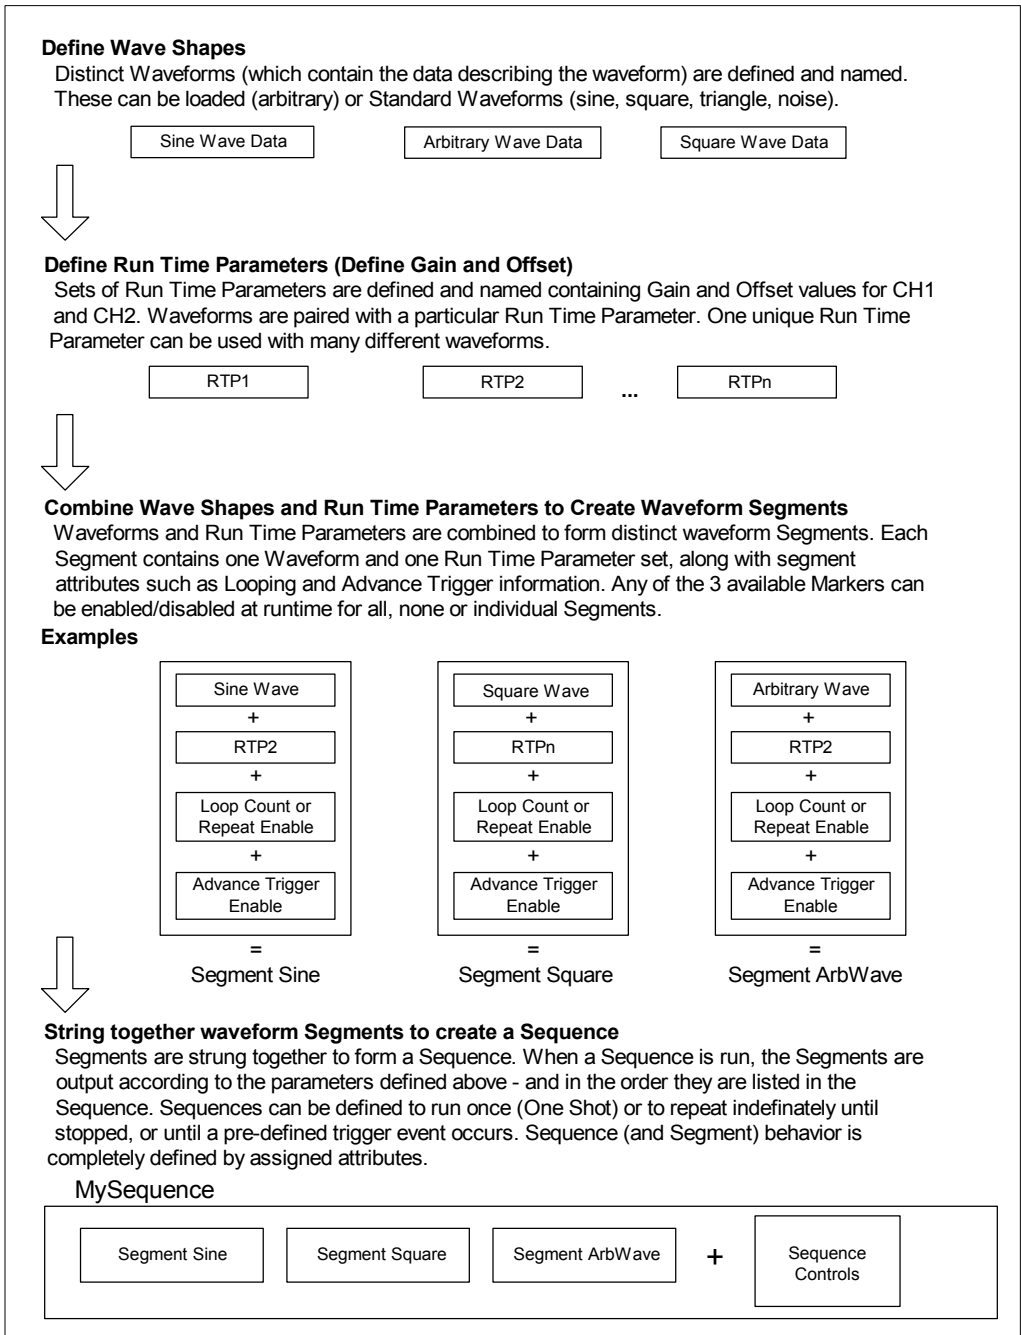 Define Wave Shapes
Distinct Waveforms (which contain the data describing the waveform) are defined and named.
These can be loaded (arbitrary) or Standard Waveforms (sine, square, triangle, noise).
Sine Wave Data
Arbitrary Wave Data
Square Wave Data
Define Run Time Parameters (Define Gain and Offset)
Sets of Run Time Parameters are defined and named containing Gain and Offset values for CH1
and CH2. Waveforms are paired with a particular Run Time Parameter. One unique Run Time
Parameter can be used with many different waveforms.
RTP1
RTP2
...
RTPn
Combine Wave Shapes and Run Time Parameters to Create Waveform Segments
Waveforms and Run Time Parameters are combined to form distinct waveform Segments. Each
Segment contains one Waveform and one Run Time Parameter set, along with segment
attributes such as Looping and Advance Trigger information. Any of the 3 available Markers can
be enabled/disabled at runtime for all, none or individual Segments.
Examples
Sine Wave
+
RTP2
+
Loop Count or
Repeat Enable
+
Advance Trigger
Enable
=
Segment Sine
Square Wave
+
RTPn
+
Loop Count or
Repeat Enable
+
Advance Trigger
Enable
=
Segment Square
Arbitrary Wave
+
RTP2
+
Loop Count or
Repeat Enable
+
Advance Trigger
Enable
=
Segment ArbWave
String together waveform Segments to create a Sequence
Segments are strung together to form a Sequence. When a Sequence is run, the Segments are
output according to the parameters defined above - and in the order they are listed in the
Sequence. Sequences can be defined to run once (One Shot) or to repeat indefinately until
stopped, or until a pre-defined trigger event occurs. Sequence (and Segment) behavior is
completely defined by assigned attributes.
MySequence
Segment Sine
Segment Square
Segment ArbWave
+
Sequence
Controls